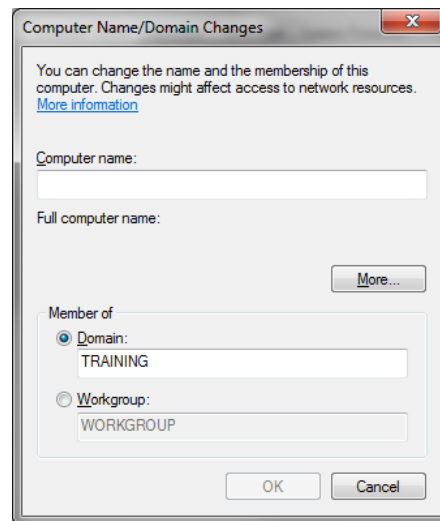 Computer Name/Domain Changes
You can change the name and the membership of this
computer. Changes might affect access to network resources.
More information
Computer name:
Full computer name:
More...
Member of
Domain:
TRAINING
Workgroup:
WORKGROUP
OK Cancel